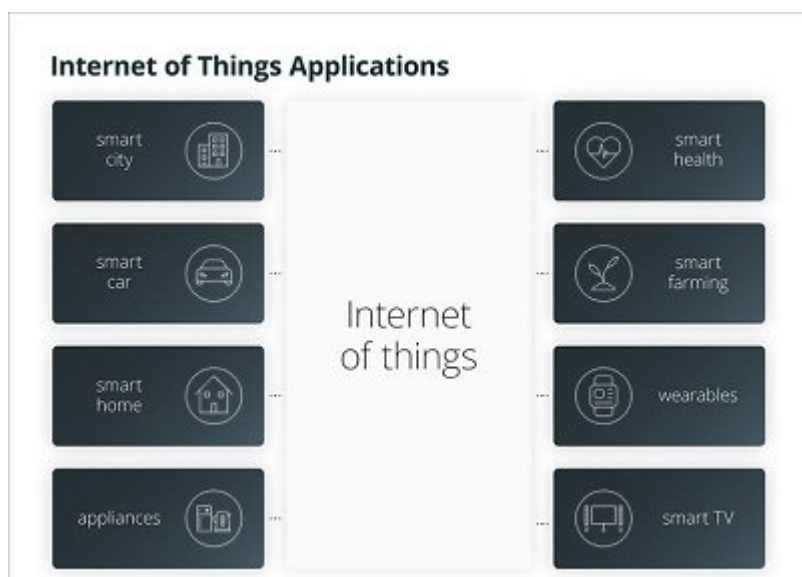 Internet of Things Applications
smart
city
smart
car
smart
home
appliances
Internet
of things
smart
health
smart
farming
wearables
smart TV